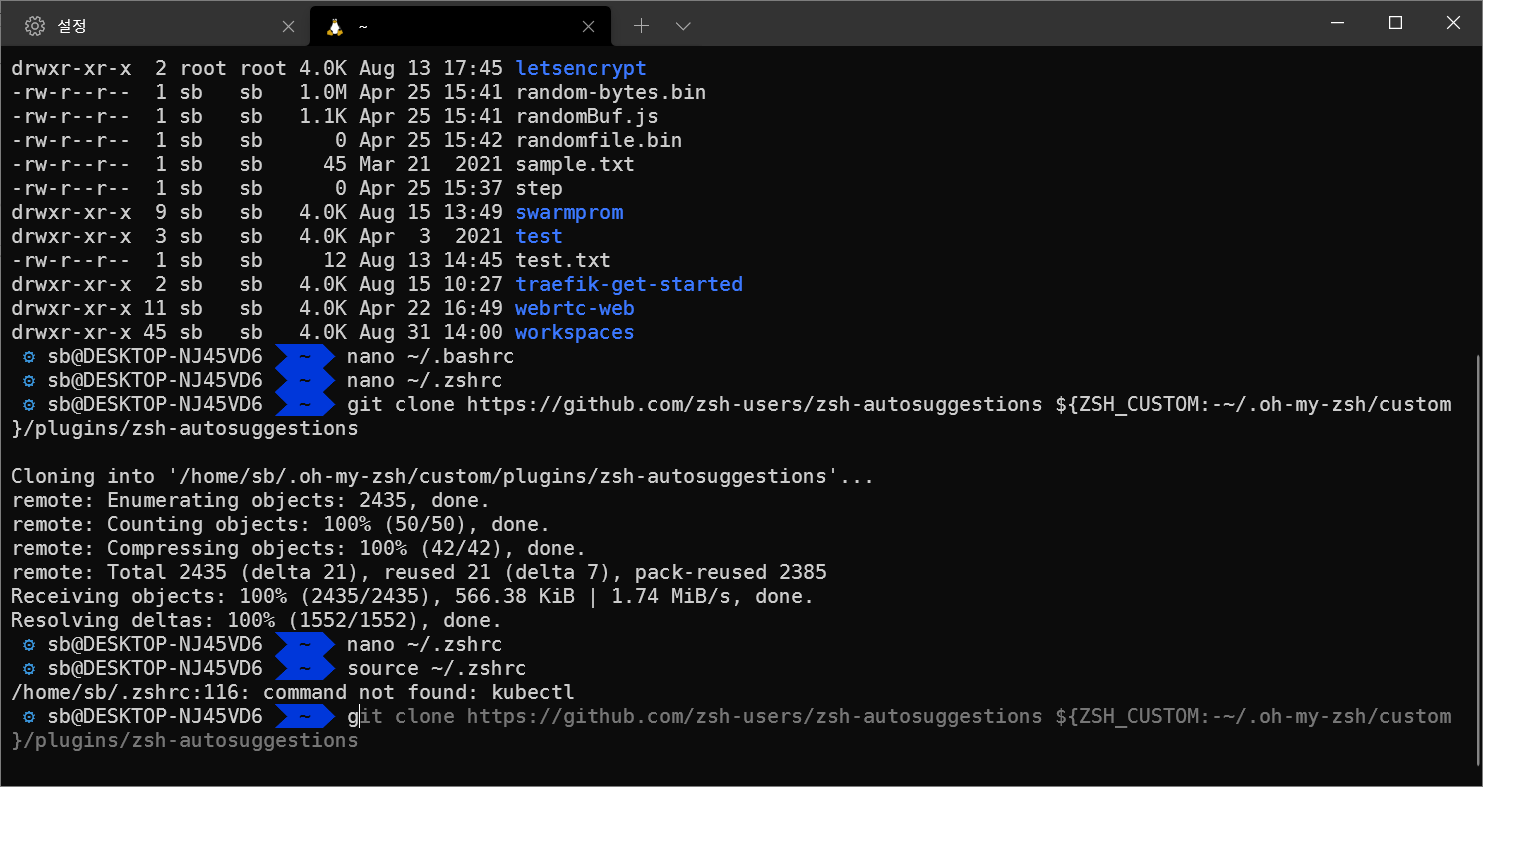 설정
~
drwxr-xr-x  2 root root 4.0K Aug 13 17:45 letsencrypt
-rw-r--r--  1 sb   sb   1.0M Apr 25 15:41 random-bytes.bin
-rw-r--r--  1 sb   sb   1.1K Apr 25 15:41 randomBuf.js
-rw-r--r--  1 sb   sb      0 Apr 25 15:42 randomfile.bin
-rw-r--r--  1 sb   sb     45 Mar 21  2021 sample.txt
-rw-r--r--  1 sb   sb      0 Apr 25 15:37 step
drwxr-xr-x  9 sb   sb   4.0K Aug 15 13:49 swarmprom
drwxr-xr-x  3 sb   sb   4.0K Apr  3  2021 test
-rw-r--r--  1 sb   sb     12 Aug 13 14:45 test.txt
drwxr-xr-x  2 sb   sb   4.0K Aug 15 10:27 traefik-get-started
drwxr-xr-x 11 sb   sb   4.0K Apr 22 16:49 webrtc-web
drwxr-xr-x 45 sb   sb   4.0K Aug 31 14:00 workspaces
⚙ sb@DESKTOP-NJ45VD6 ~ nano ~/.bashrc
⚙ sb@DESKTOP-NJ45VD6 ~ nano ~/.zshrc
⚙ sb@DESKTOP-NJ45VD6 ~ git clone https://github.com/zsh-users/zsh-autosuggestions ${ZSH_CUSTOM:-~/.oh-my-zsh/custom
}/plugins/zsh-autosuggestions
Cloning into '/home/sb/.oh-my-zsh/custom/plugins/zsh-autosuggestions'...
remote: Enumerating objects: 2435, done.
remote: Counting objects: 100% (50/50), done.
remote: Compressing objects: 100% (42/42), done.
remote: Total 2435 (delta 21), reused 21 (delta 7), pack-reused 2385
Receiving objects: 100% (2435/2435), 566.38 KiB | 1.74 MiB/s, done.
Resolving deltas: 100% (1552/1552), done.
⚙ sb@DESKTOP-NJ45VD6 ~ nano ~/.zshrc
⚙ sb@DESKTOP-NJ45VD6 ~ source ~/.zshrc
/home/sb/.zshrc:116: command not found: kubectl
⚙ sb@DESKTOP-NJ45VD6 ~ git clone https://github.com/zsh-users/zsh-autosuggestions ${ZSH_CUSTOM:-~/.oh-my-zsh/custom
}/plugins/zsh-autosuggestions